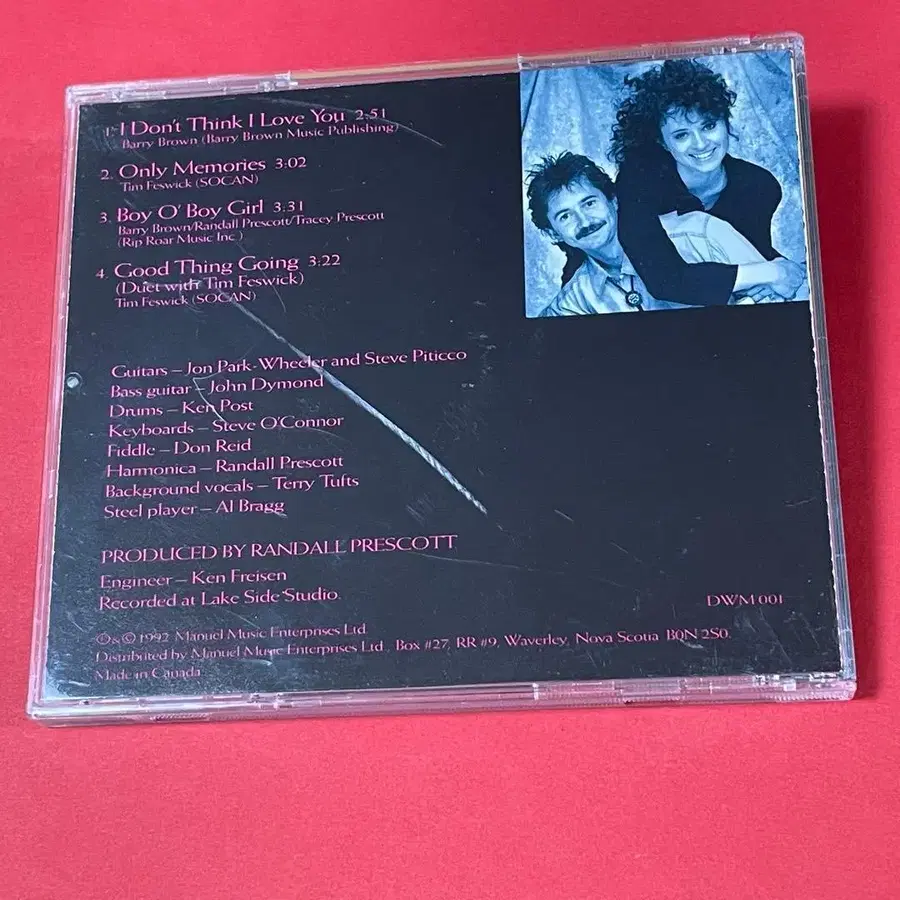 1. I Don't Think I Love You 2:51
Barry Brown (Barry Brown Music Publishing)
2. Only Memories 3:02
Tim Feswick (SOCAN)
3. Boy O' Boy Girl 3:31
Barry Brown/Randall Prescott/Tracey Prescott
(Rip Roar Music Inc.)
4. Good Thing Going 3:22
(Duet with Tim Feswick)
Tim Feswick (SOCAN)
Guitars – Jon Park-Wheeler and Steve Piticco
Bass guitar – John Dymond
Drums – Ken Post
Keyboards – Steve O'Connor
Fiddle – Don Reid
Harmonica – Randall Prescott
Background vocals – Terry Tufts
Steel player – Al Bragg
PRODUCED BY RANDALL PRESCOTT
Engineer – Ken Freisen
Recorded at Lake Side Studio.
DWM 001
℗ & © 1992 Manuel Music Enterprises Ltd.
Distributed by Manuel Music Enterprises Ltd., Box #27, RR #9, Waverley, Nova Scotia B0N 2S0.
Made in Canada